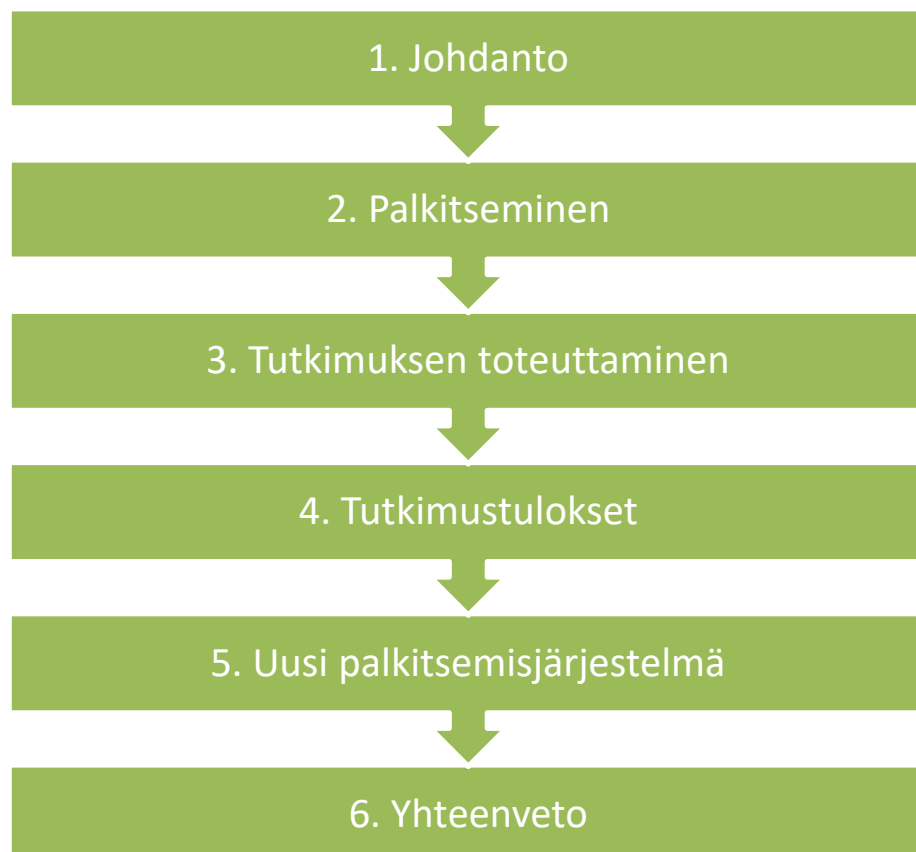 1. Johdanto
2. Palkitseminen
3. Tutkimuksen toteuttaminen
4. Tutkimustulokset
5. Uusi palkitsemisjärjestelmä
6. Yhteenveto